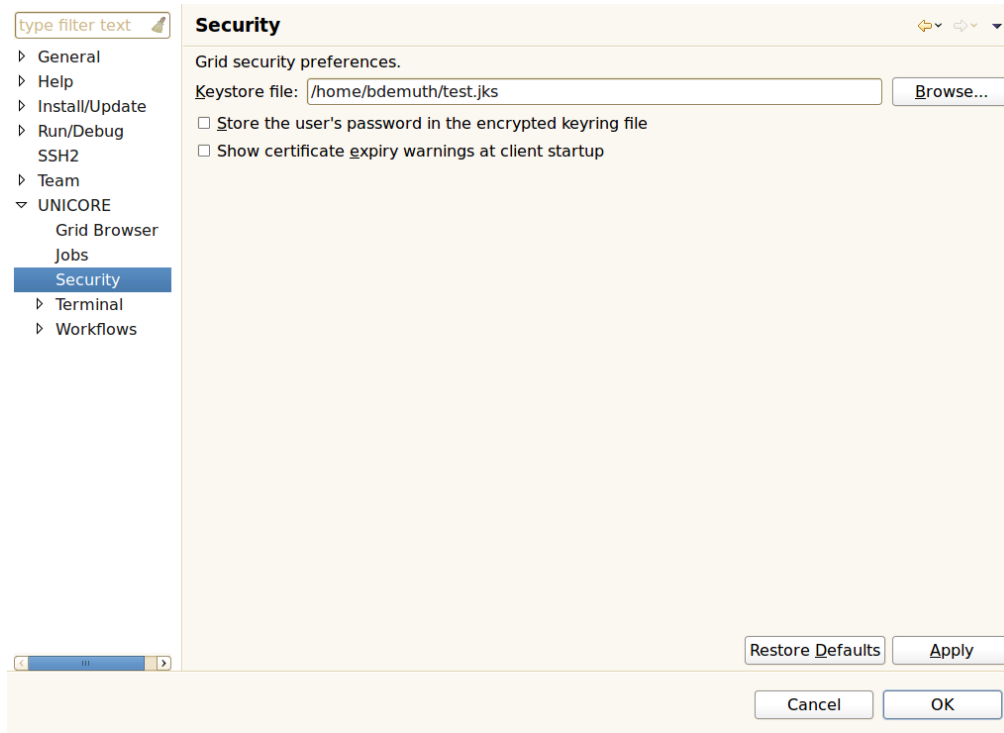 type filter text
General
Help
Install/Update
Run/Debug
SSH2
Team
UNICORE
Grid Browser
Jobs
Security
Terminal
Workflows
Security
Grid security preferences.
Keystore file: /home/bdemuth/test.jks Browse...
Store the user's password in the encrypted keyring file
Show certificate expiry warnings at client startup
Restore Defaults Apply
Cancel OK